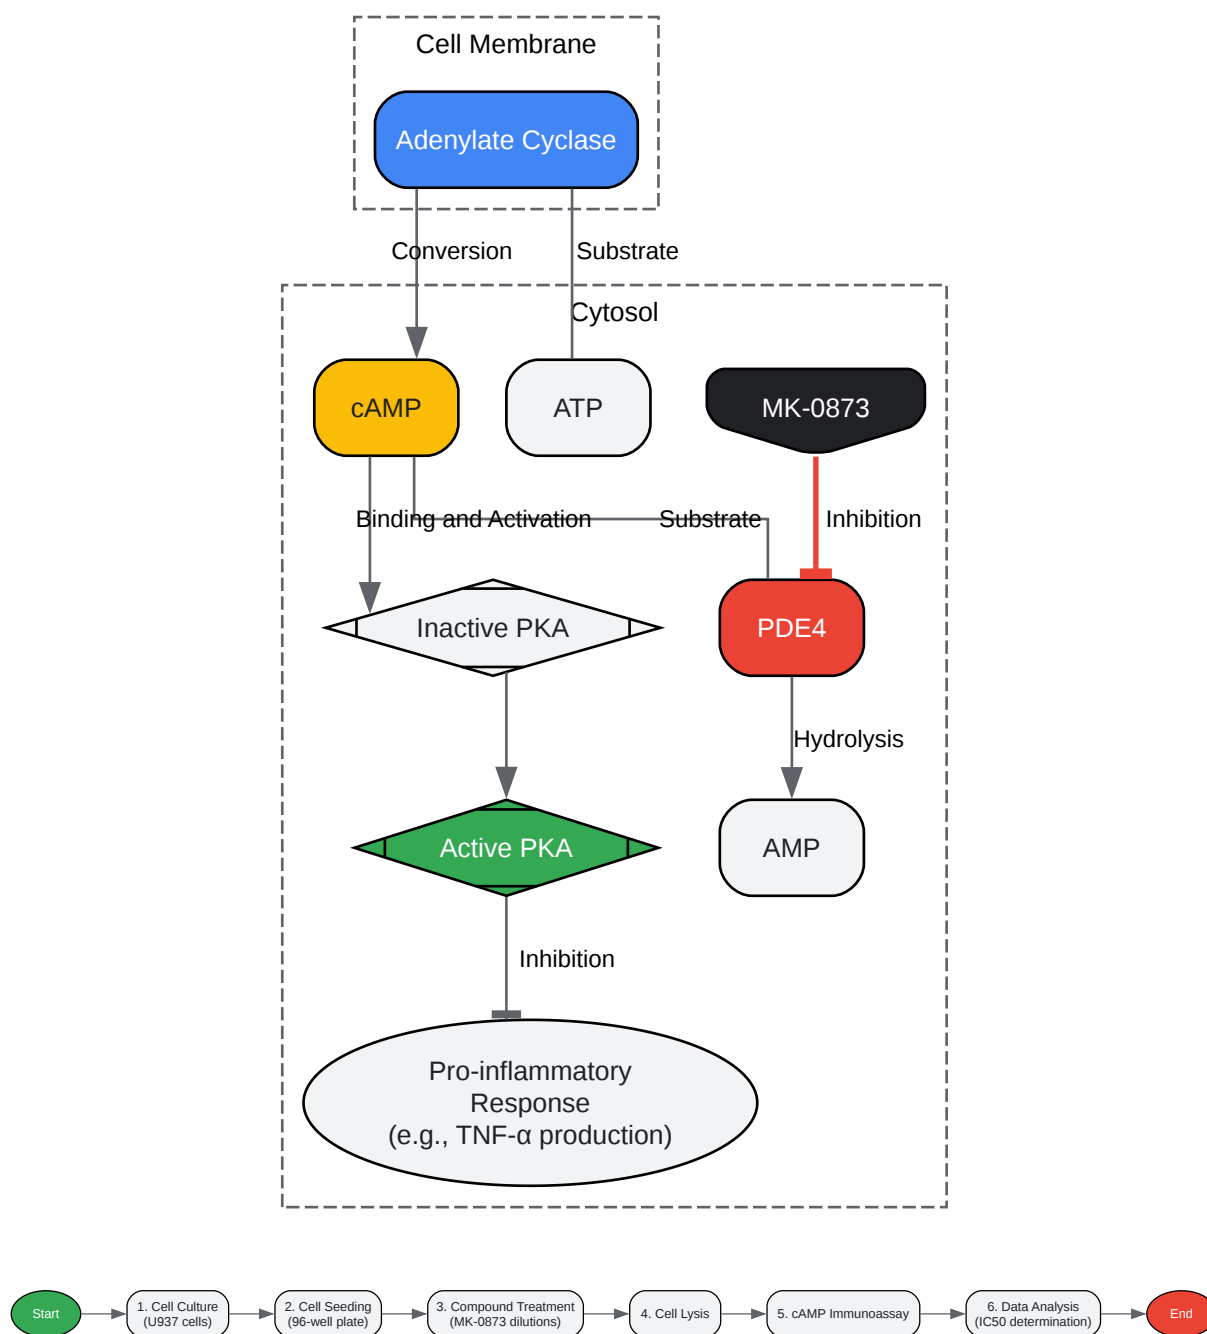 Cell Membrane
Adenylate Cyclase
Conversion
Substrate
Cytosol
cAMP
ATP
MK-0873
Binding and Activation
Substrate
Inhibition
Inactive PKA
PDE4
Hydrolysis
Active PKA
AMP
Inhibition
Pro-inflammatory
Response
(e.g., TNF-α production)
Start
1. Cell Culture
(U937 cells)
2. Cell Seeding
(96-well plate)
3. Compound Treatment
(MK-0873 dilutions)
4. Cell Lysis
5. cAMP Immunoassay
6. Data Analysis
(IC50 determination)
End